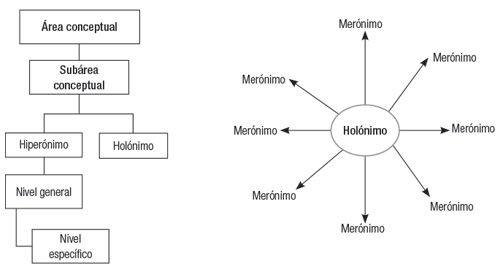 Área conceptual
Subárea
conceptual
Hiperónimo
Holónimo
Nivel general
Nivel
específico
Merónimo
Merónimo
Merónimo
Merónimo
Holónimo
Merónimo
Merónimo
Merónimo
Merónimo